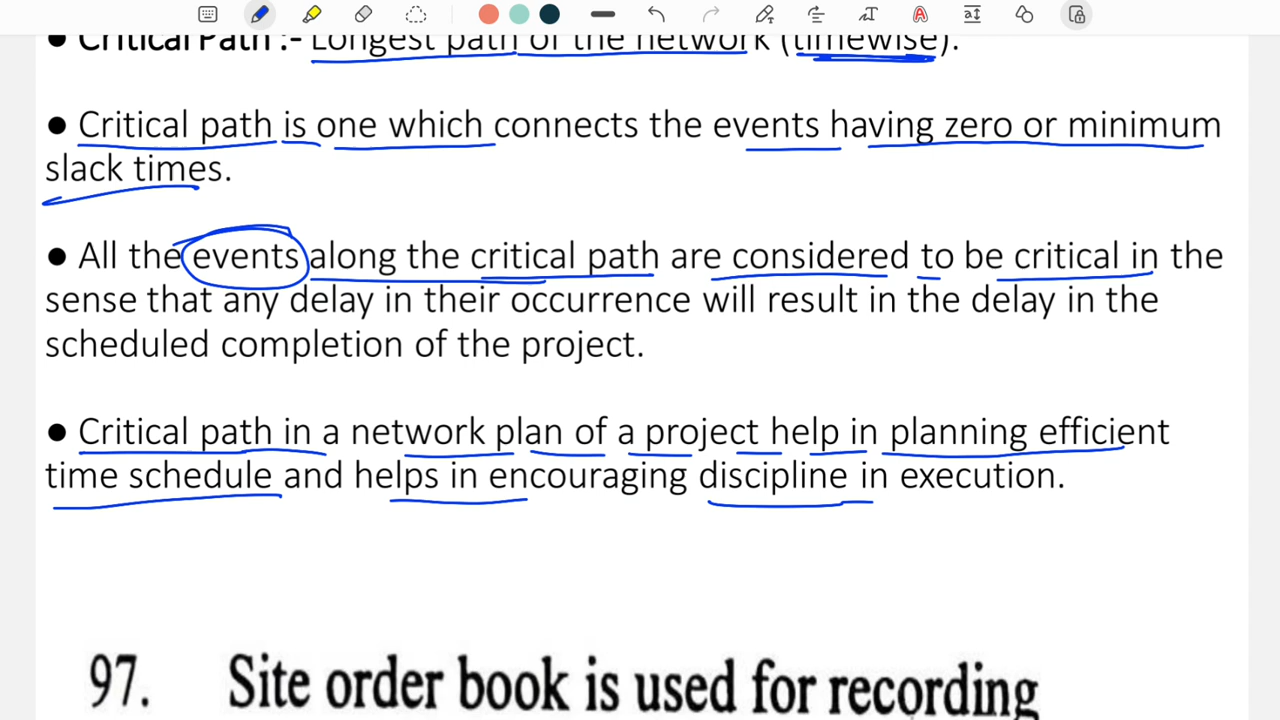 ● Critical Path :- Longest path of the network (timewise).
● Critical path is one which connects the events having zero or minimum
slack times.
● All the events along the critical path are considered to be critical in the
sense that any delay in their occurrence will result in the delay in the
scheduled completion of the project.
● Critical path in a network plan of a project help in planning efficient
time schedule and helps in encouraging discipline in execution.
97. Site order book is used for recording